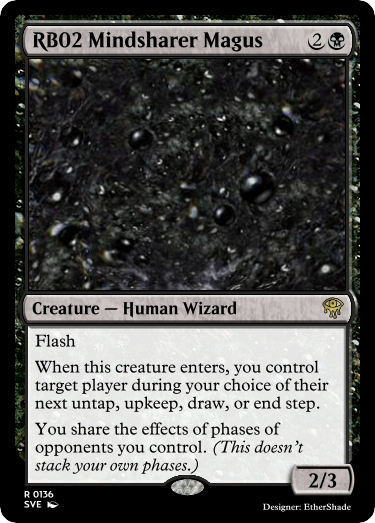 RB02 Mindsharer Magus 2
Creature — Human Wizard
Flash
When this creature enters, you control
target player during your choice of their
next untap, upkeep, draw, or end step.
You share the effects of phases of
opponents you control. (This doesn't
stack your own phases.)
2/3
R 0136
SVE
Designer: EtherShade